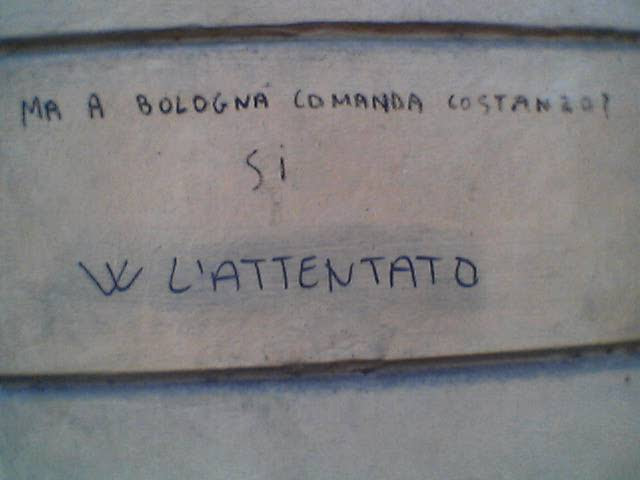 MA A BOLOGNA COMANDA COSTANZO?
Si
W L'ATTENTATO